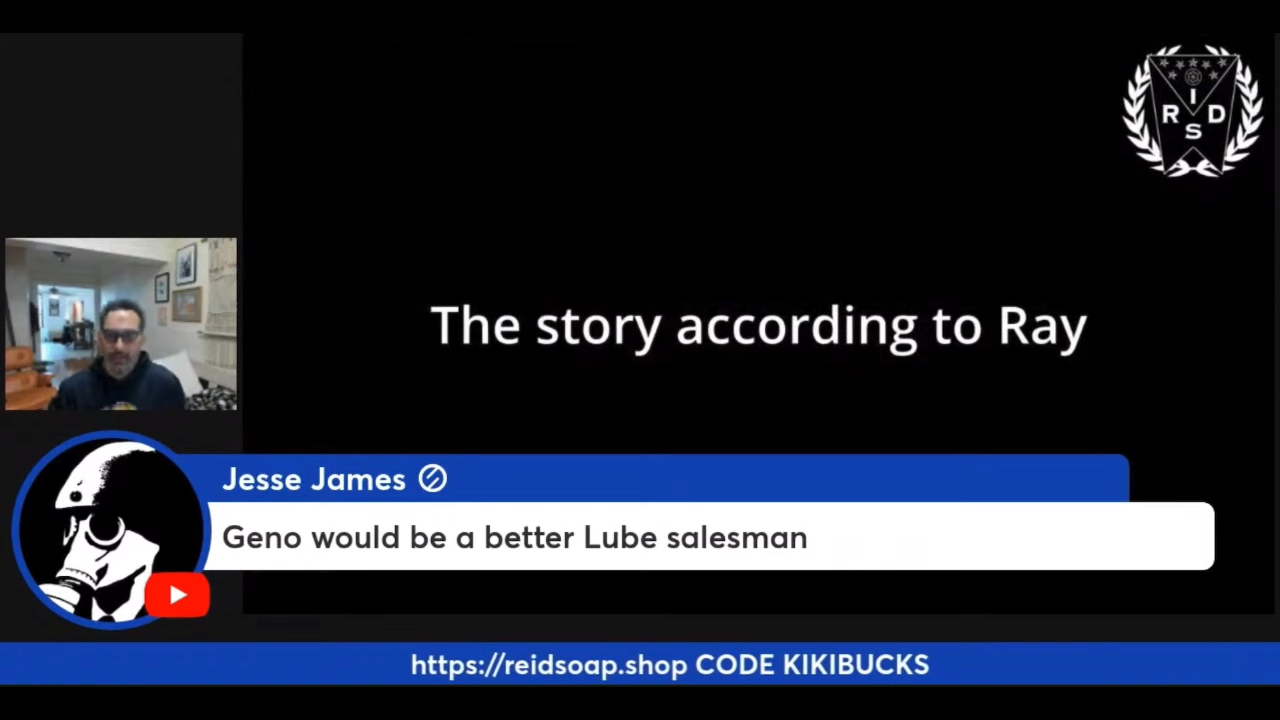 I
R D
S
The story according to Ray
Jesse James
Geno would be a better Lube salesman
https://reidsoap.shop CODE KIKIBUCKS